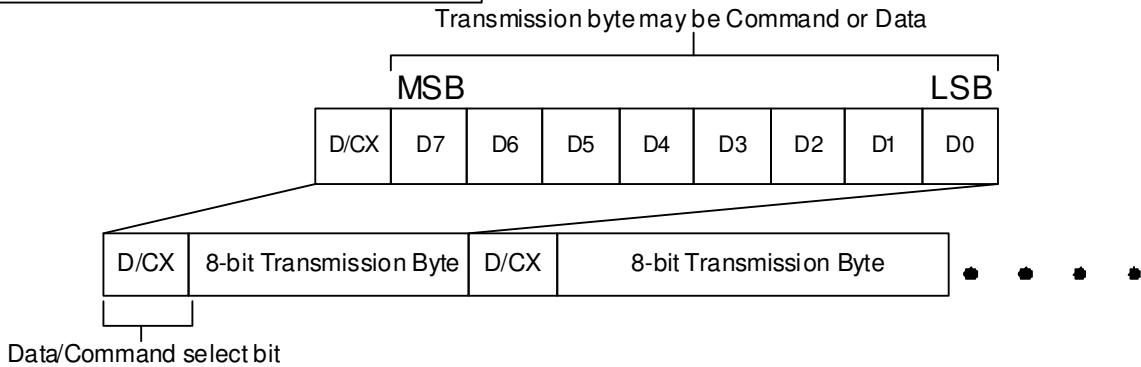 Transmission byte may be Command or Data
MSB LSB
D/CX D7 D6 D5 D4 D3 D2 D1 D0
D/CX 8-bit Transmission Byte D/CX 8-bit Transmission Byte
Data/Command select bit